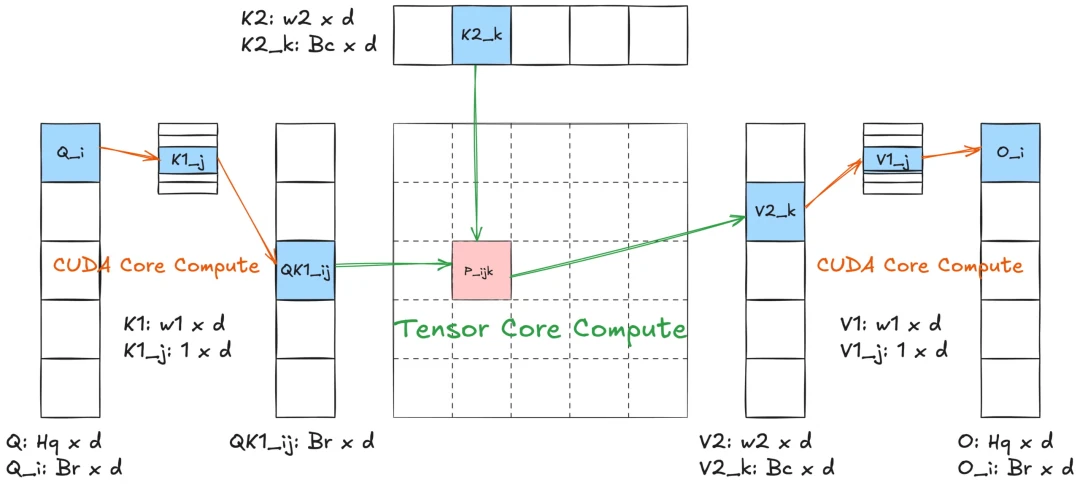 K2: w2 x d
K2_k: Bc x d
K2_k
Q_i
K1_j
V1_j
O_i
V2_k
CUDA Core Compute
QK1_ij
P_ijk
CUDA Core Compute
K1: w1 x d
K1_j: 1 x d
Tensor Core Compute
V1: w1 x d
V1_j: 1 x d
Q: Hq x d
Q_i: Br x d
QK1_ij: Br x d
V2: w2 x d
V2_k: Bc x d
O: Hq x d
O_i: Br x d